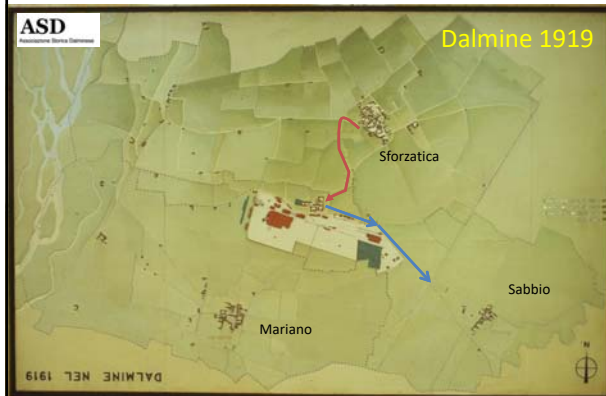 ASD
Associazione Storica Dalminese
Dalmine 1919
Sforzatica
Sabbio
Mariano
N
DALMINE NEL 1919